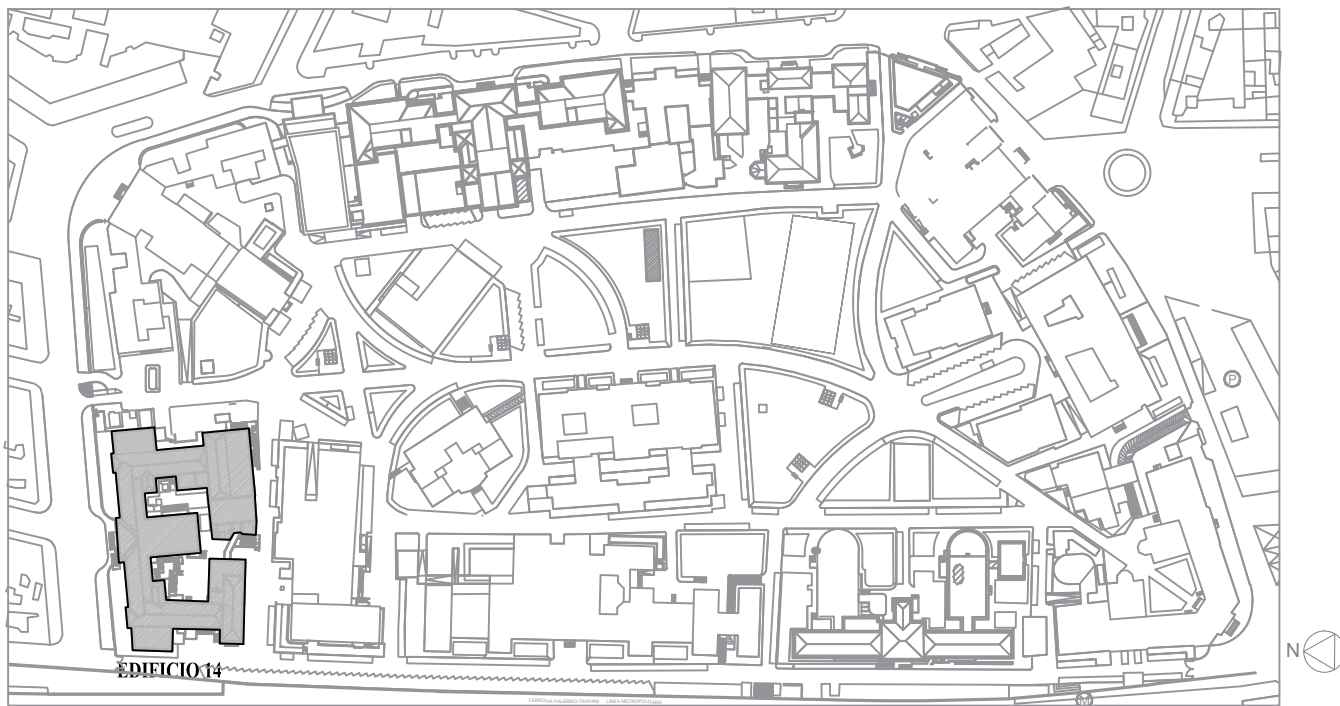 P
N
EDIFICIO 14
FERROVIA PALERMO-TRAPANI LINEA METROPOLITANA
M